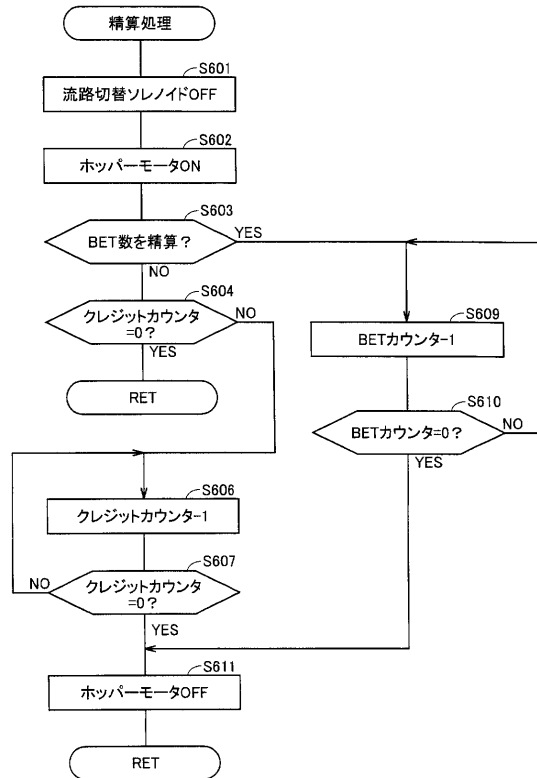 精算処理
S601
流路切替ソレノイドOFF
S602
ホッパーモータON
S603
BET数を精算？
YES
NO
S604
クレジットカウンタ
=0？
NO
YES
RET
S609
BETカウンター-1
S610
BETカウンタ=0？
NO
YES
S606
クレジットカウンター-1
S607
クレジットカウンタ
=0？
NO
YES
S611
ホッパーモータOFF
RET